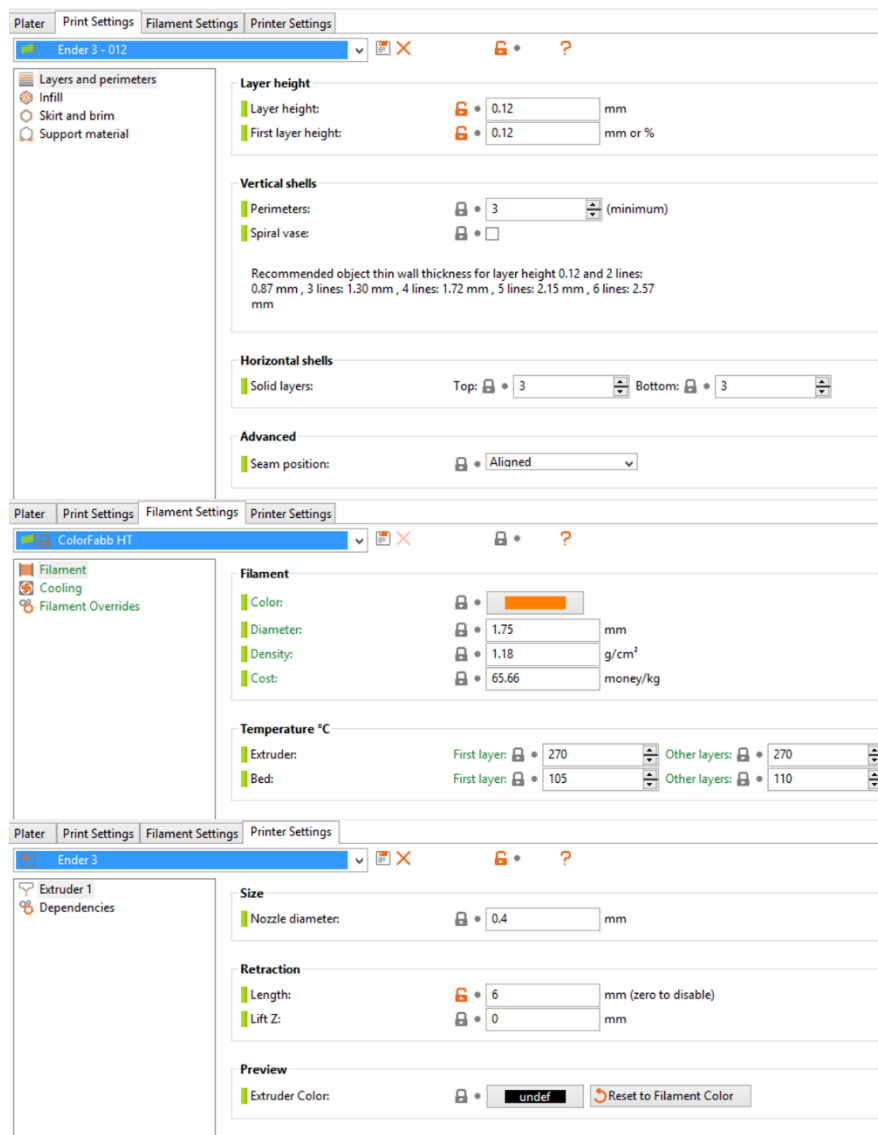 Plater Print Settings Filament Settings Printer Settings
Ender 3 - 012 ?
Layers and perimeters
Infill
Skirt and brim
Support material
Layer height
Layer height: 0.12 mm
First layer height: 0.12 mm or %
Vertical shells
Perimeters: 3 (minimum)
Spiral vase:
Recommended object thin wall thickness for layer height 0.12 and 2 lines:
0.87 mm , 3 lines: 1.30 mm , 4 lines: 1.72 mm , 5 lines: 2.15 mm , 6 lines: 2.57
mm
Horizontal shells
Solid layers: Top: 3 Bottom: 3
Advanced
Seam position: Aligned
Plater Print Settings Filament Settings Printer Settings
ColorFabb HT ?
Filament
Cooling
Filament Overrides
Filament
Color:
Diameter: 1.75 mm
Density: 1.18 g/cm³
Cost: 65.66 money/kg
Temperature °C
Extruder: First layer: 270 Other layers: 270
Bed: First layer: 105 Other layers: 110
Plater Print Settings Filament Settings Printer Settings
Ender 3 ?
Extruder 1
Dependencies
Size
Nozzle diameter: 0.4 mm
Retraction
Length: 6 mm (zero to disable)
Lift Z: 0 mm
Preview
Extruder Color: undef Reset to Filament Color